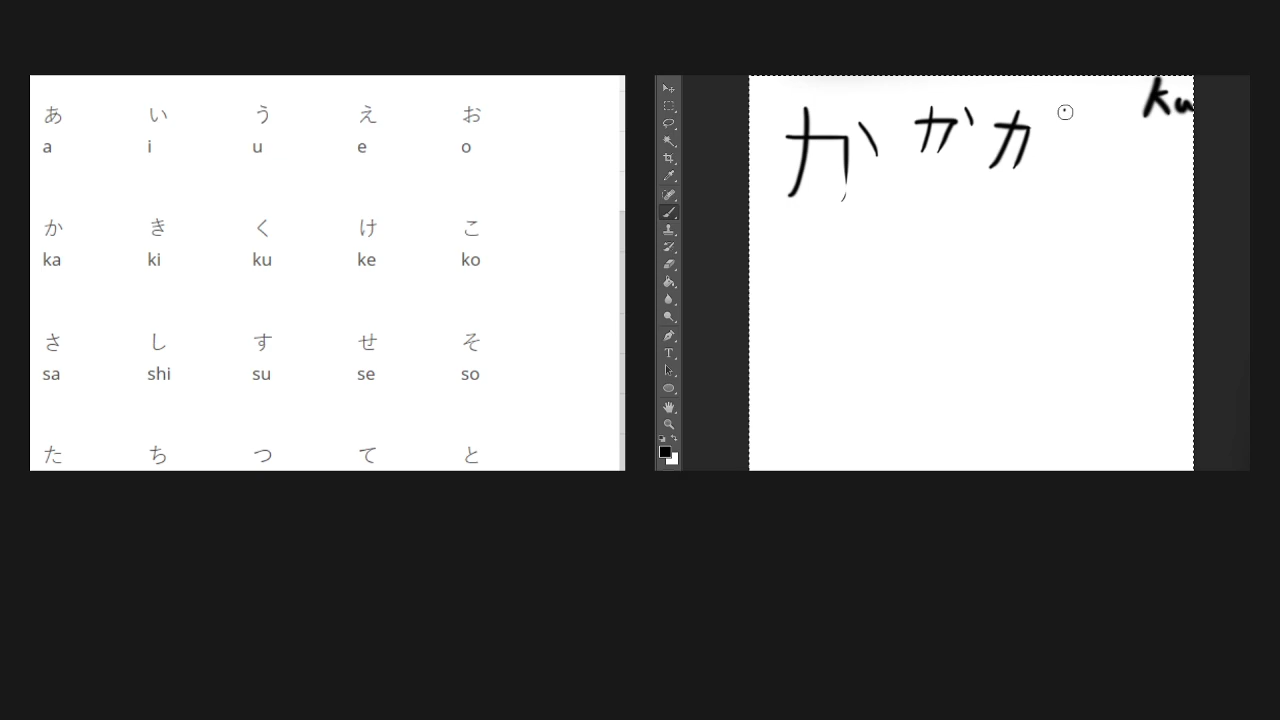 あ い う え お
a i u e o
か き く け こ
ka ki ku ke ko
さ し す せ そ
sa shi su se so
た ち つ て と
か か カ
ku